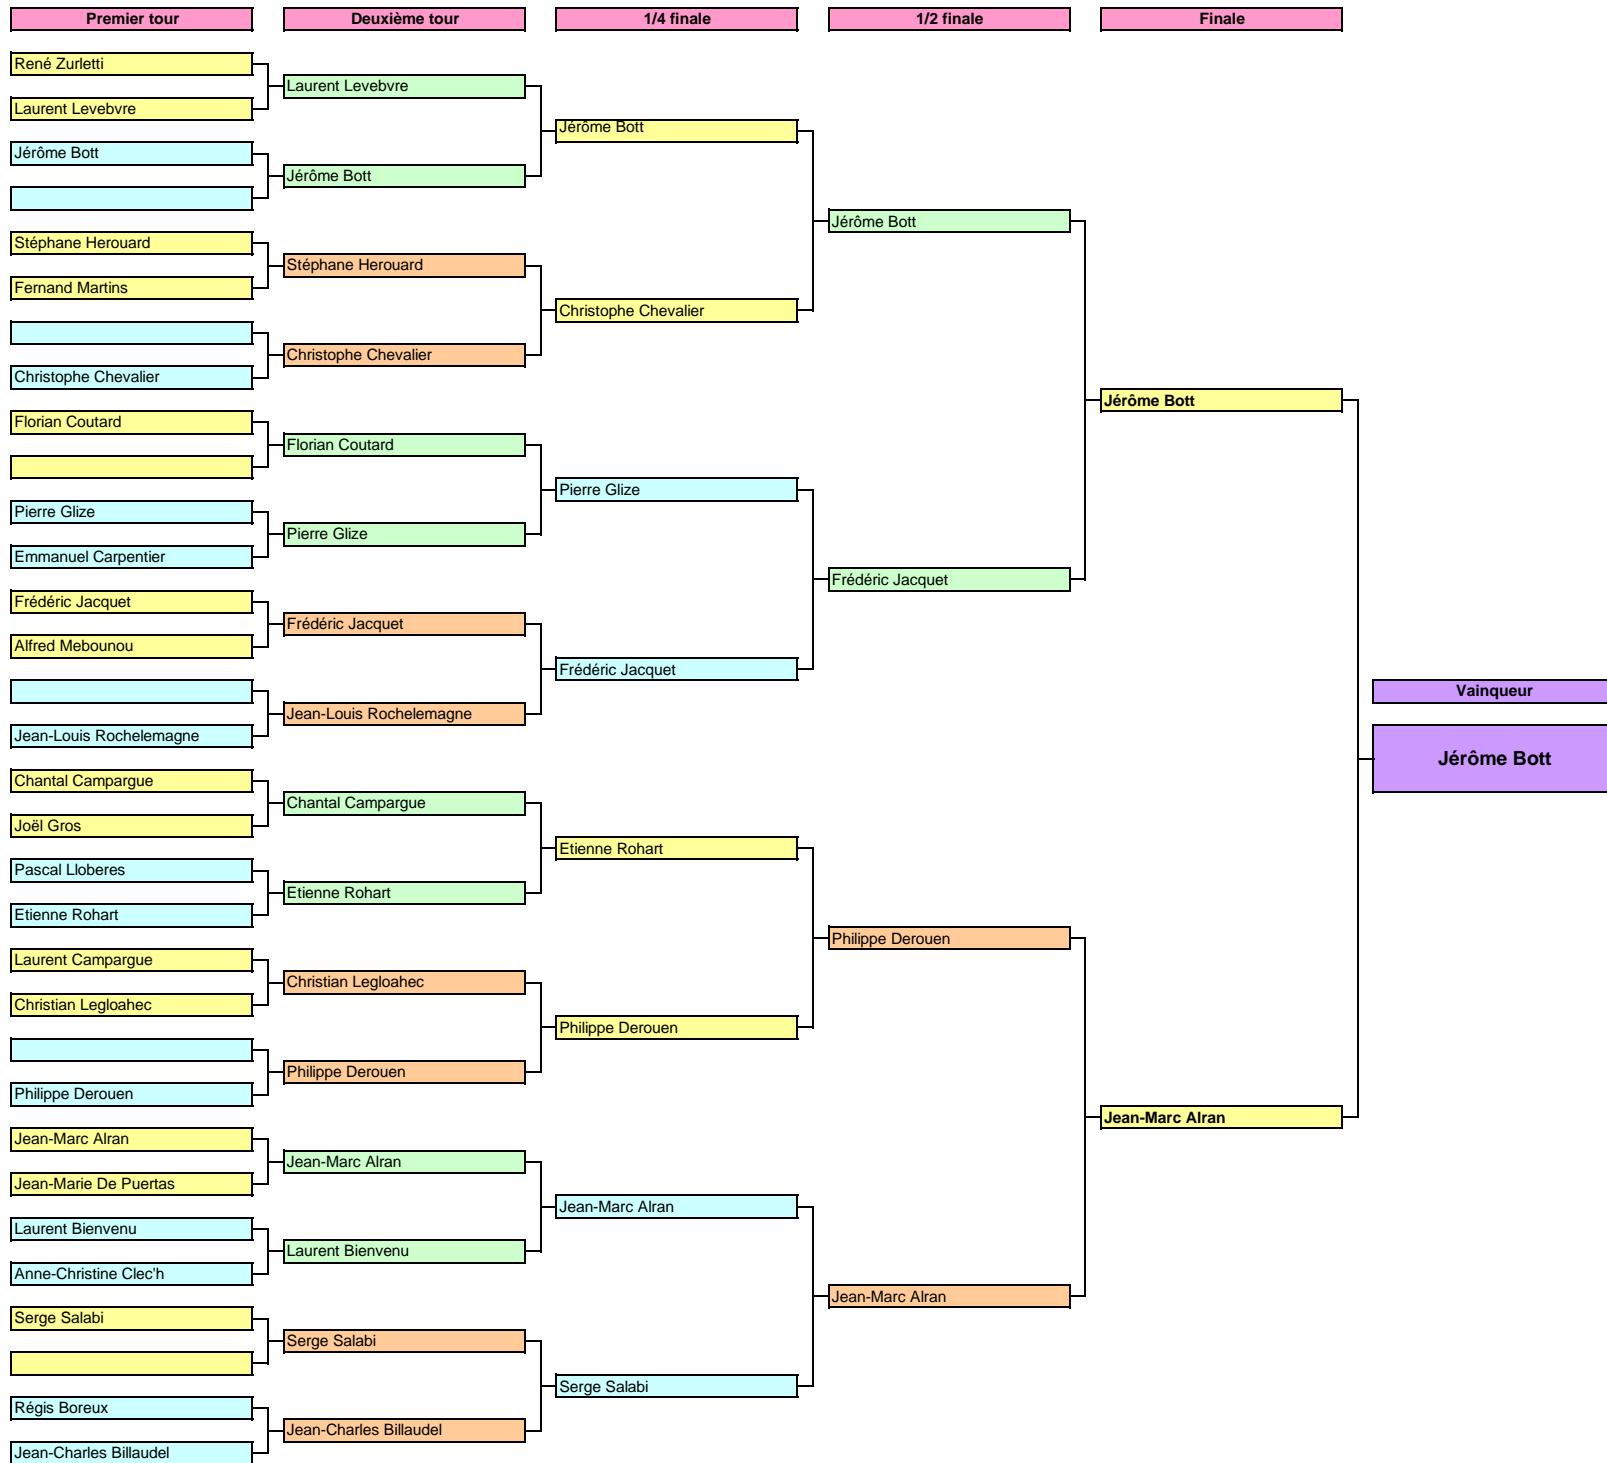 Premier tour
Deuxième tour
1/4 finale
1/2 finale
Finale
René Zurletti
Laurent Levebvre
Laurent Levebvre
Jérôme Bott
Jérôme Bott
Jérôme Bott
Jérôme Bott
Stéphane Herouard
Stéphane Herouard
Fernand Martins
Christophe Chevalier
Christophe Chevalier
Christophe Chevalier
Jérôme Bott
Florian Coutard
Florian Coutard
Pierre Glize
Pierre Glize
Pierre Glize
Emmanuel Carpentier
Frédéric Jacquet
Frédéric Jacquet
Frédéric Jacquet
Alfred Mebounou
Frédéric Jacquet
Vainqueur
Jean-Louis Rochelemagne
Jean-Louis Rochelemagne
Jérôme Bott
Chantal Campargue
Chantal Campargue
Joël Gros
Etienne Rohart
Pascal Lloberes
Etienne Rohart
Etienne Rohart
Philippe Derouen
Laurent Campargue
Christian Legloahec
Christian Legloahec
Philippe Derouen
Philippe Derouen
Philippe Derouen
Jean-Marc Alran
Jean-Marc Alran
Jean-Marc Alran
Jean-Marie De Puertas
Jean-Marc Alran
Laurent Bienvenu
Laurent Bienvenu
Anne-Christine Clec'h
Jean-Marc Alran
Serge Salabi
Serge Salabi
Serge Salabi
Régis Boreux
Jean-Charles Billaudel
Jean-Charles Billaudel